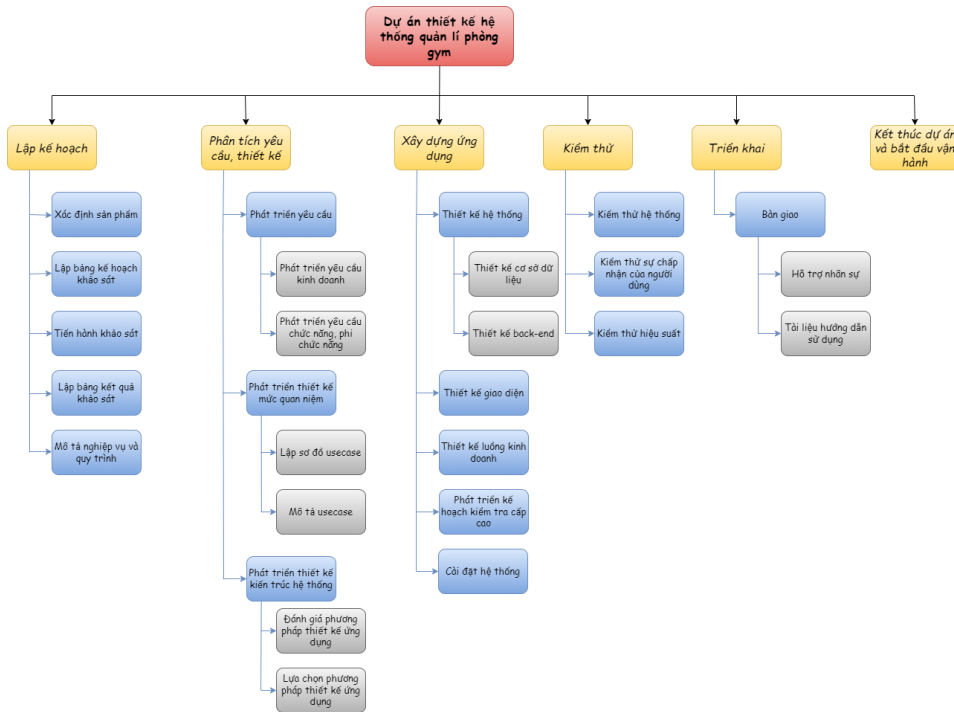 Dự án thiết kế hệ
thống quản lí phòng
gym
Lập kế hoạch
Phân tích yêu
cầu, thiết kế
Xây dựng ứng
dụng
Kiểm thử
Triển khai
Kết thúc dự án
và bắt đầu vận
hành
Xác định sản phẩm
Lập bảng kế hoạch
khảo sát
Tiến hành khảo sát
Lập bảng kết quả
khảo sát
Mô tả nghiệp vụ và
quy trình
Phát triển yêu cầu
Phát triển yêu cầu
kinh doanh
Phát triển yêu cầu
chức năng, phi
chức năng
Phát triển thiết kế
mức quan niệm
Lập sơ đồ usecase
Mô tả usecase
Phát triển thiết kế
kiến trúc hệ thống
Đánh giá phương
pháp thiết kế ứng
dụng
Lựa chọn phương
pháp thiết kế ứng
dụng
Thiết kế hệ thống
Thiết kế cơ sở dữ
liệu
Thiết kế back-end
Thiết kế giao diện
Thiết kế luồng kinh
doanh
Phát triển kế
hoạch kiểm tra cấp
cao
Cài đặt hệ thống
Kiểm thử hệ thống
Kiểm thử sự chấp
nhận của người
dùng
Kiểm thử hiệu suất
Bàn giao
Hỗ trợ nhân sự
Tài liệu hướng dẫn
sử dụng